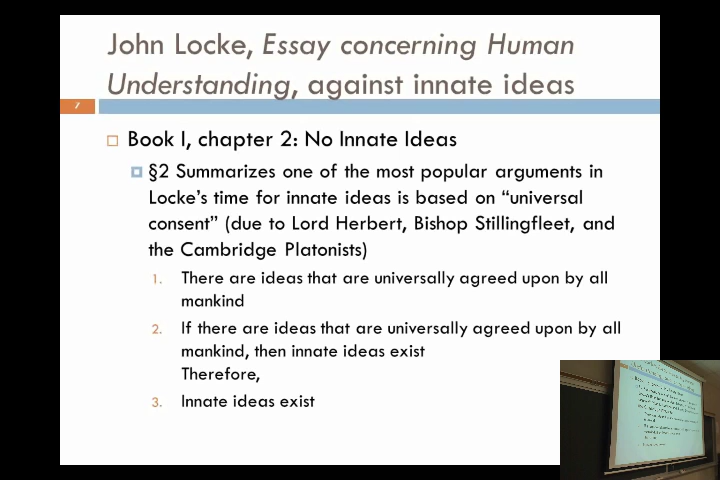 John Locke, Essay concerning Human
Understanding, against innate ideas
7
Book I, chapter 2: No Innate Ideas
§2 Summarizes one of the most popular arguments in
Locke's time for innate ideas is based on “universal
consent” (due to Lord Herbert, Bishop Stillingfleet, and
the Cambridge Platonists)
1. There are ideas that are universally agreed upon by all
mankind
2. If there are ideas that are universally agreed upon by all
mankind, then innate ideas exist
Therefore,
3. Innate ideas exist